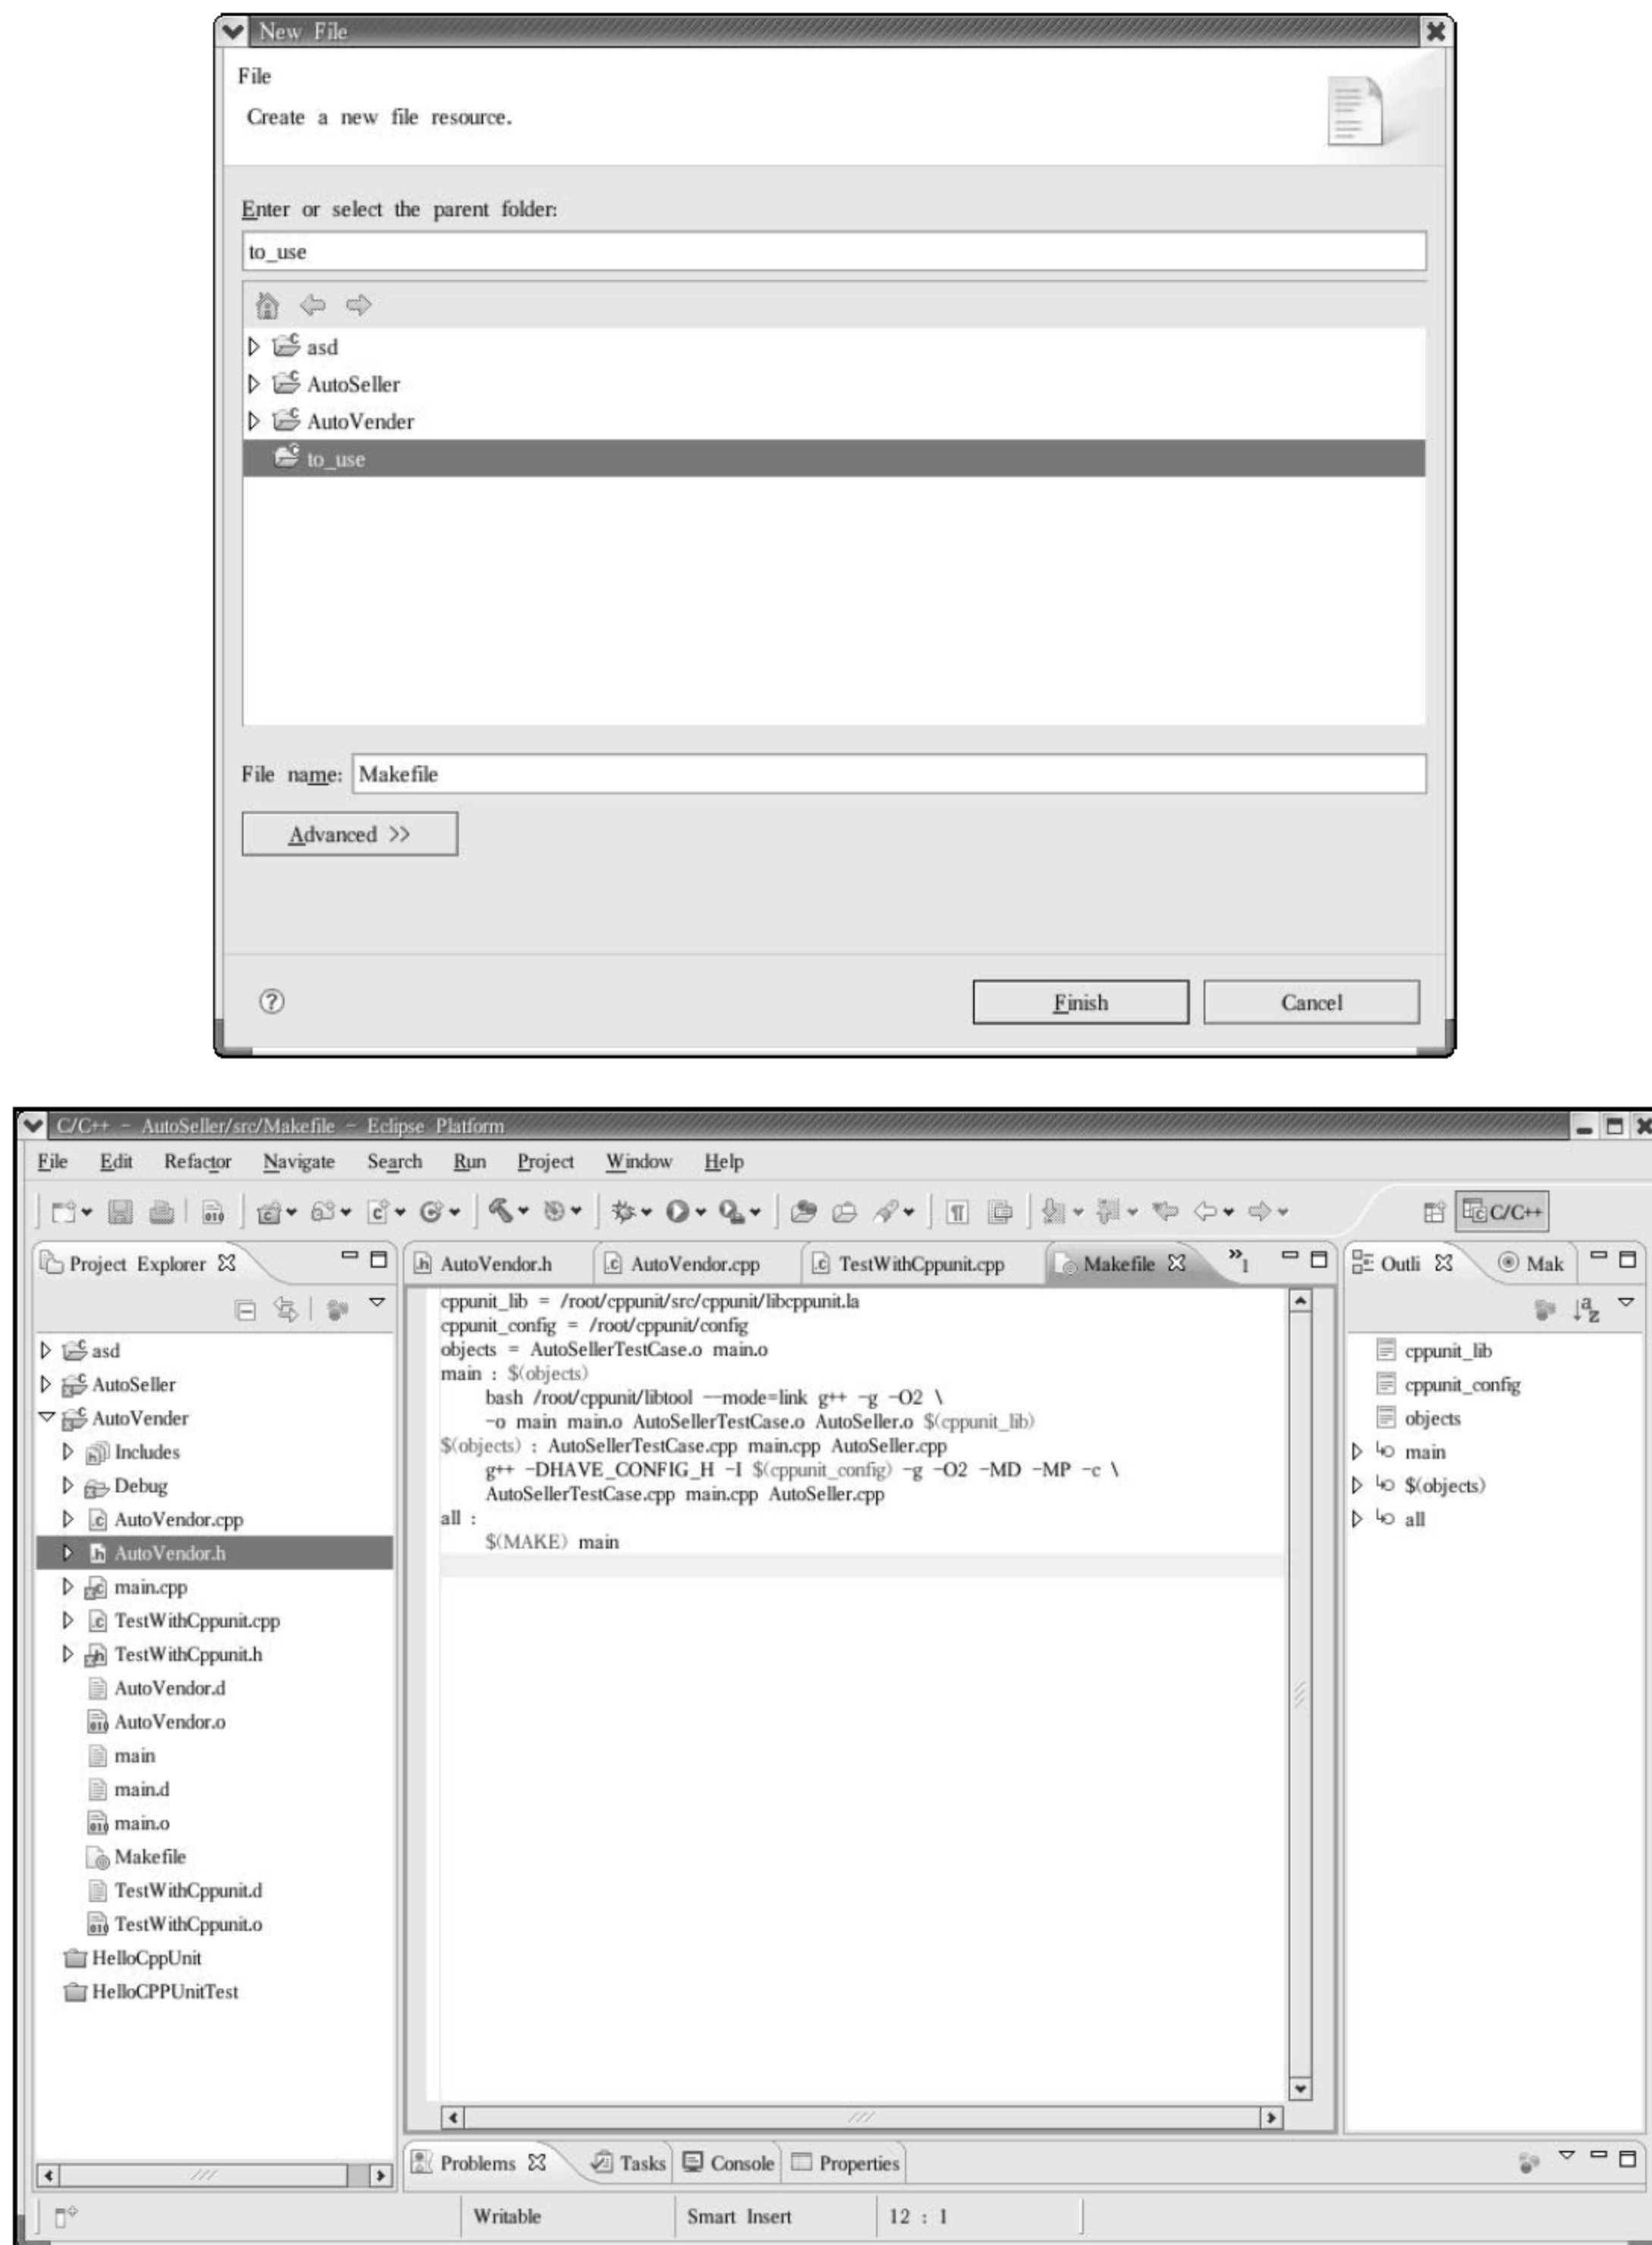 New File
File
Create a new file resource.
Enter or select the parent folder:
to_use
asd
AutoSeller
AutoVender
to_use
File name: Makefile
Advanced >>
Finish Cancel
C/C++ - AutoSeller/src/Makefile - Eclipse Platform
File Edit Refactor Navigate Search Run Project Window Help
C/C++
Project Explorer
asd
AutoSeller
AutoVender
Includes
Debug
AutoVendor.cpp
AutoVendor.h
main.cpp
TestWithCppunit.cpp
TestWithCppunit.h
AutoVendor.d
AutoVendor.o
main
main.d
main.o
Makefile
TestWithCppunit.d
TestWithCppunit.o
HelloCppUnit
HelloCPPUnitTest
AutoVendor.h AutoVendor.cpp TestWithCppunit.cpp Makefile »1
cppunit_lib = /root/cppunit/src/cppunit/libcppunit.la
cppunit_config = /root/cppunit/config
objects = AutoSellerTestCase.o main.o
main : $(objects)
bash /root/cppunit/libtool --mode=link g++ -g -O2 \
-o main main.o AutoSellerTestCase.o AutoSeller.o $(cppunit_lib)
$(objects) : AutoSellerTestCase.cpp main.cpp AutoSeller.cpp
g++ -DHAVE_CONFIG_H -I $(cppunit_config) -g -O2 -MD -MP -c \
AutoSellerTestCase.cpp main.cpp AutoSeller.cpp
all :
$(MAKE) main
Outli Mak
cppunit_lib
cppunit_config
objects
main
$(objects)
all
Problems Tasks Console Properties
Writable Smart Insert 12 : 1